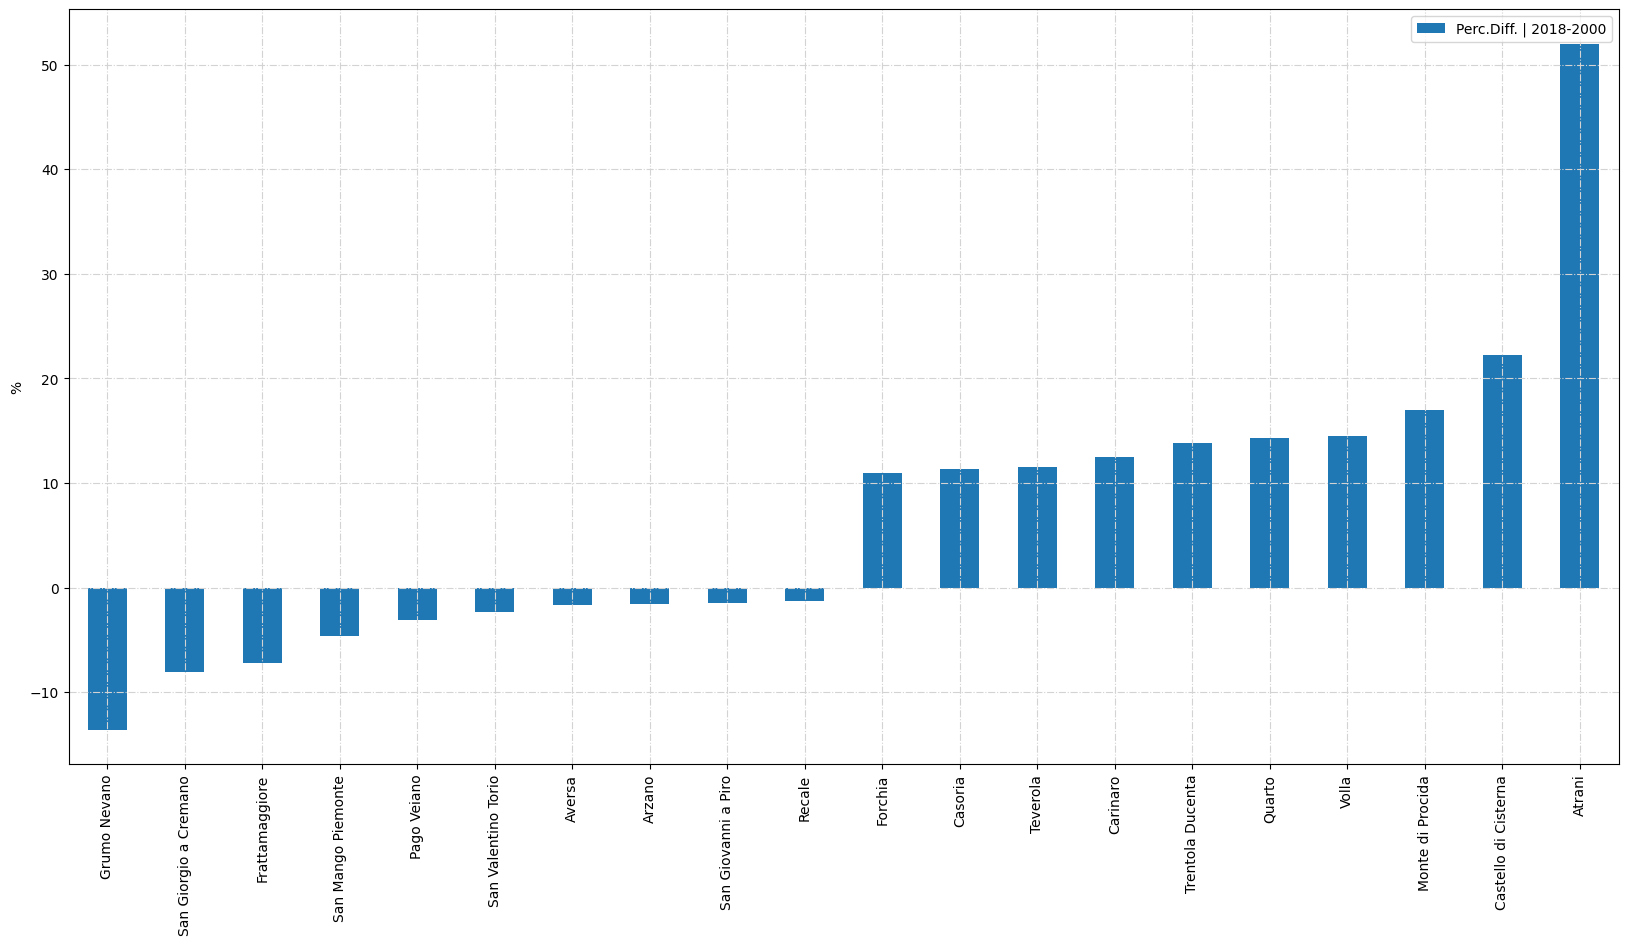 Perc.Diff. | 2018-2000
50
40
30
20
10
0
−10
%
Grumo Nevano
San Giorgio a Cremano
Frattamaggiore
San Mango Piemonte
Pago Veiano
San Valentino Torio
Aversa
Arzano
San Giovanni a Piro
Recale
Forchia
Casoria
Teverola
Carinaro
Trentola Ducenta
Quarto
Volla
Monte di Procida
Castello di Cisterna
Atrani